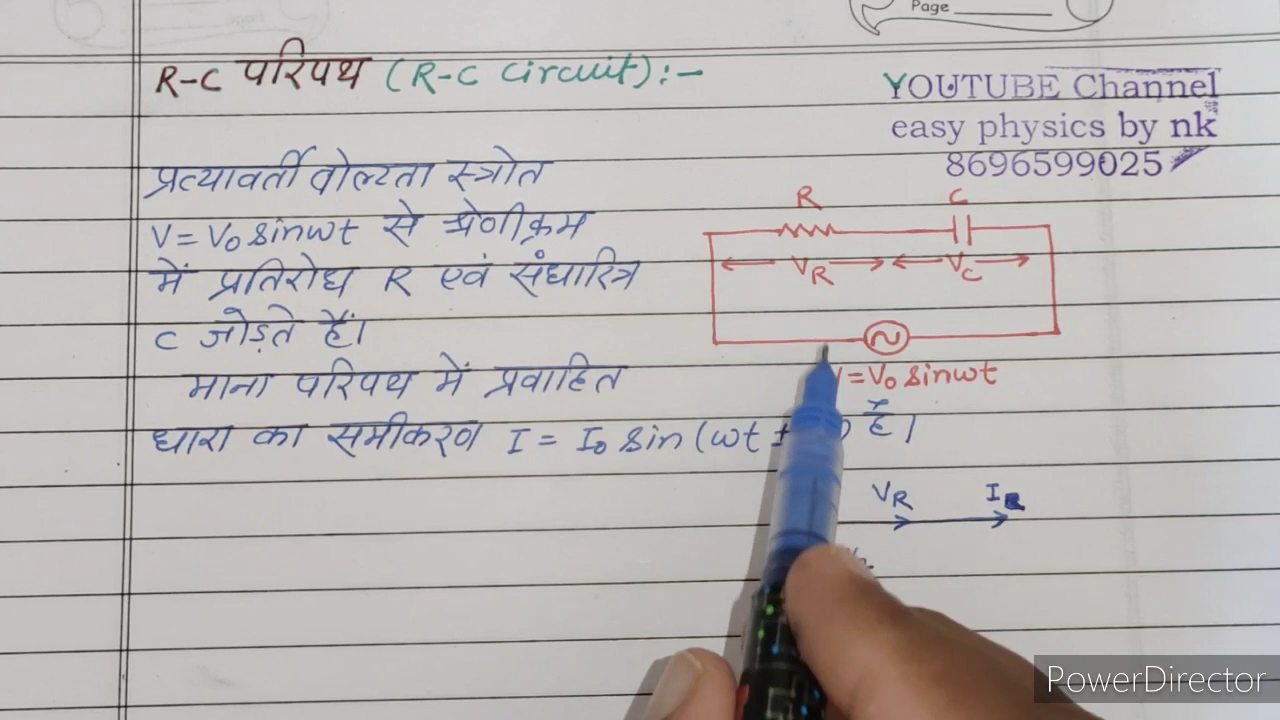 Page
R-C परिपथ (R-C Circuit):-
YOUTUBE Channel
easy physics by nk
8696599025
प्रत्यावर्ती वोल्टता स्त्रोत
V = V₀ sinωt से श्रेणीक्रम
में प्रतिरोध R एवं संधारित्र
C जोड़ते हैं।
माना परिपथ में प्रवाहित
धारा का समीकरण I = I₀ sin (ωt ± है।
R C
V_R V_C
= V₀ sinωt
V_R I_R
PowerDirector